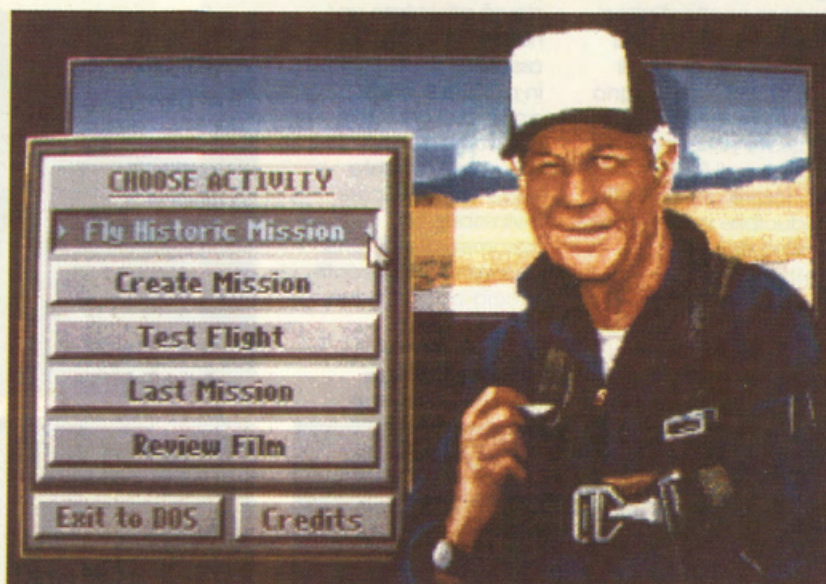 CHOOSE ACTIVITY
Fly Historic Mission
Create Mission
Test Flight
Last Mission
Review Film
Exit to DOS
Credits